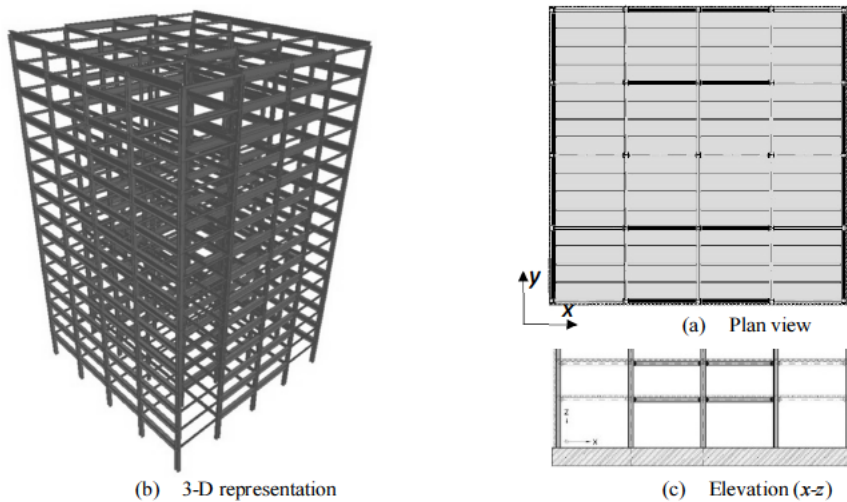 y
x
(a) Plan view
z
x
(b) 3-D representation
(c) Elevation (x-z)